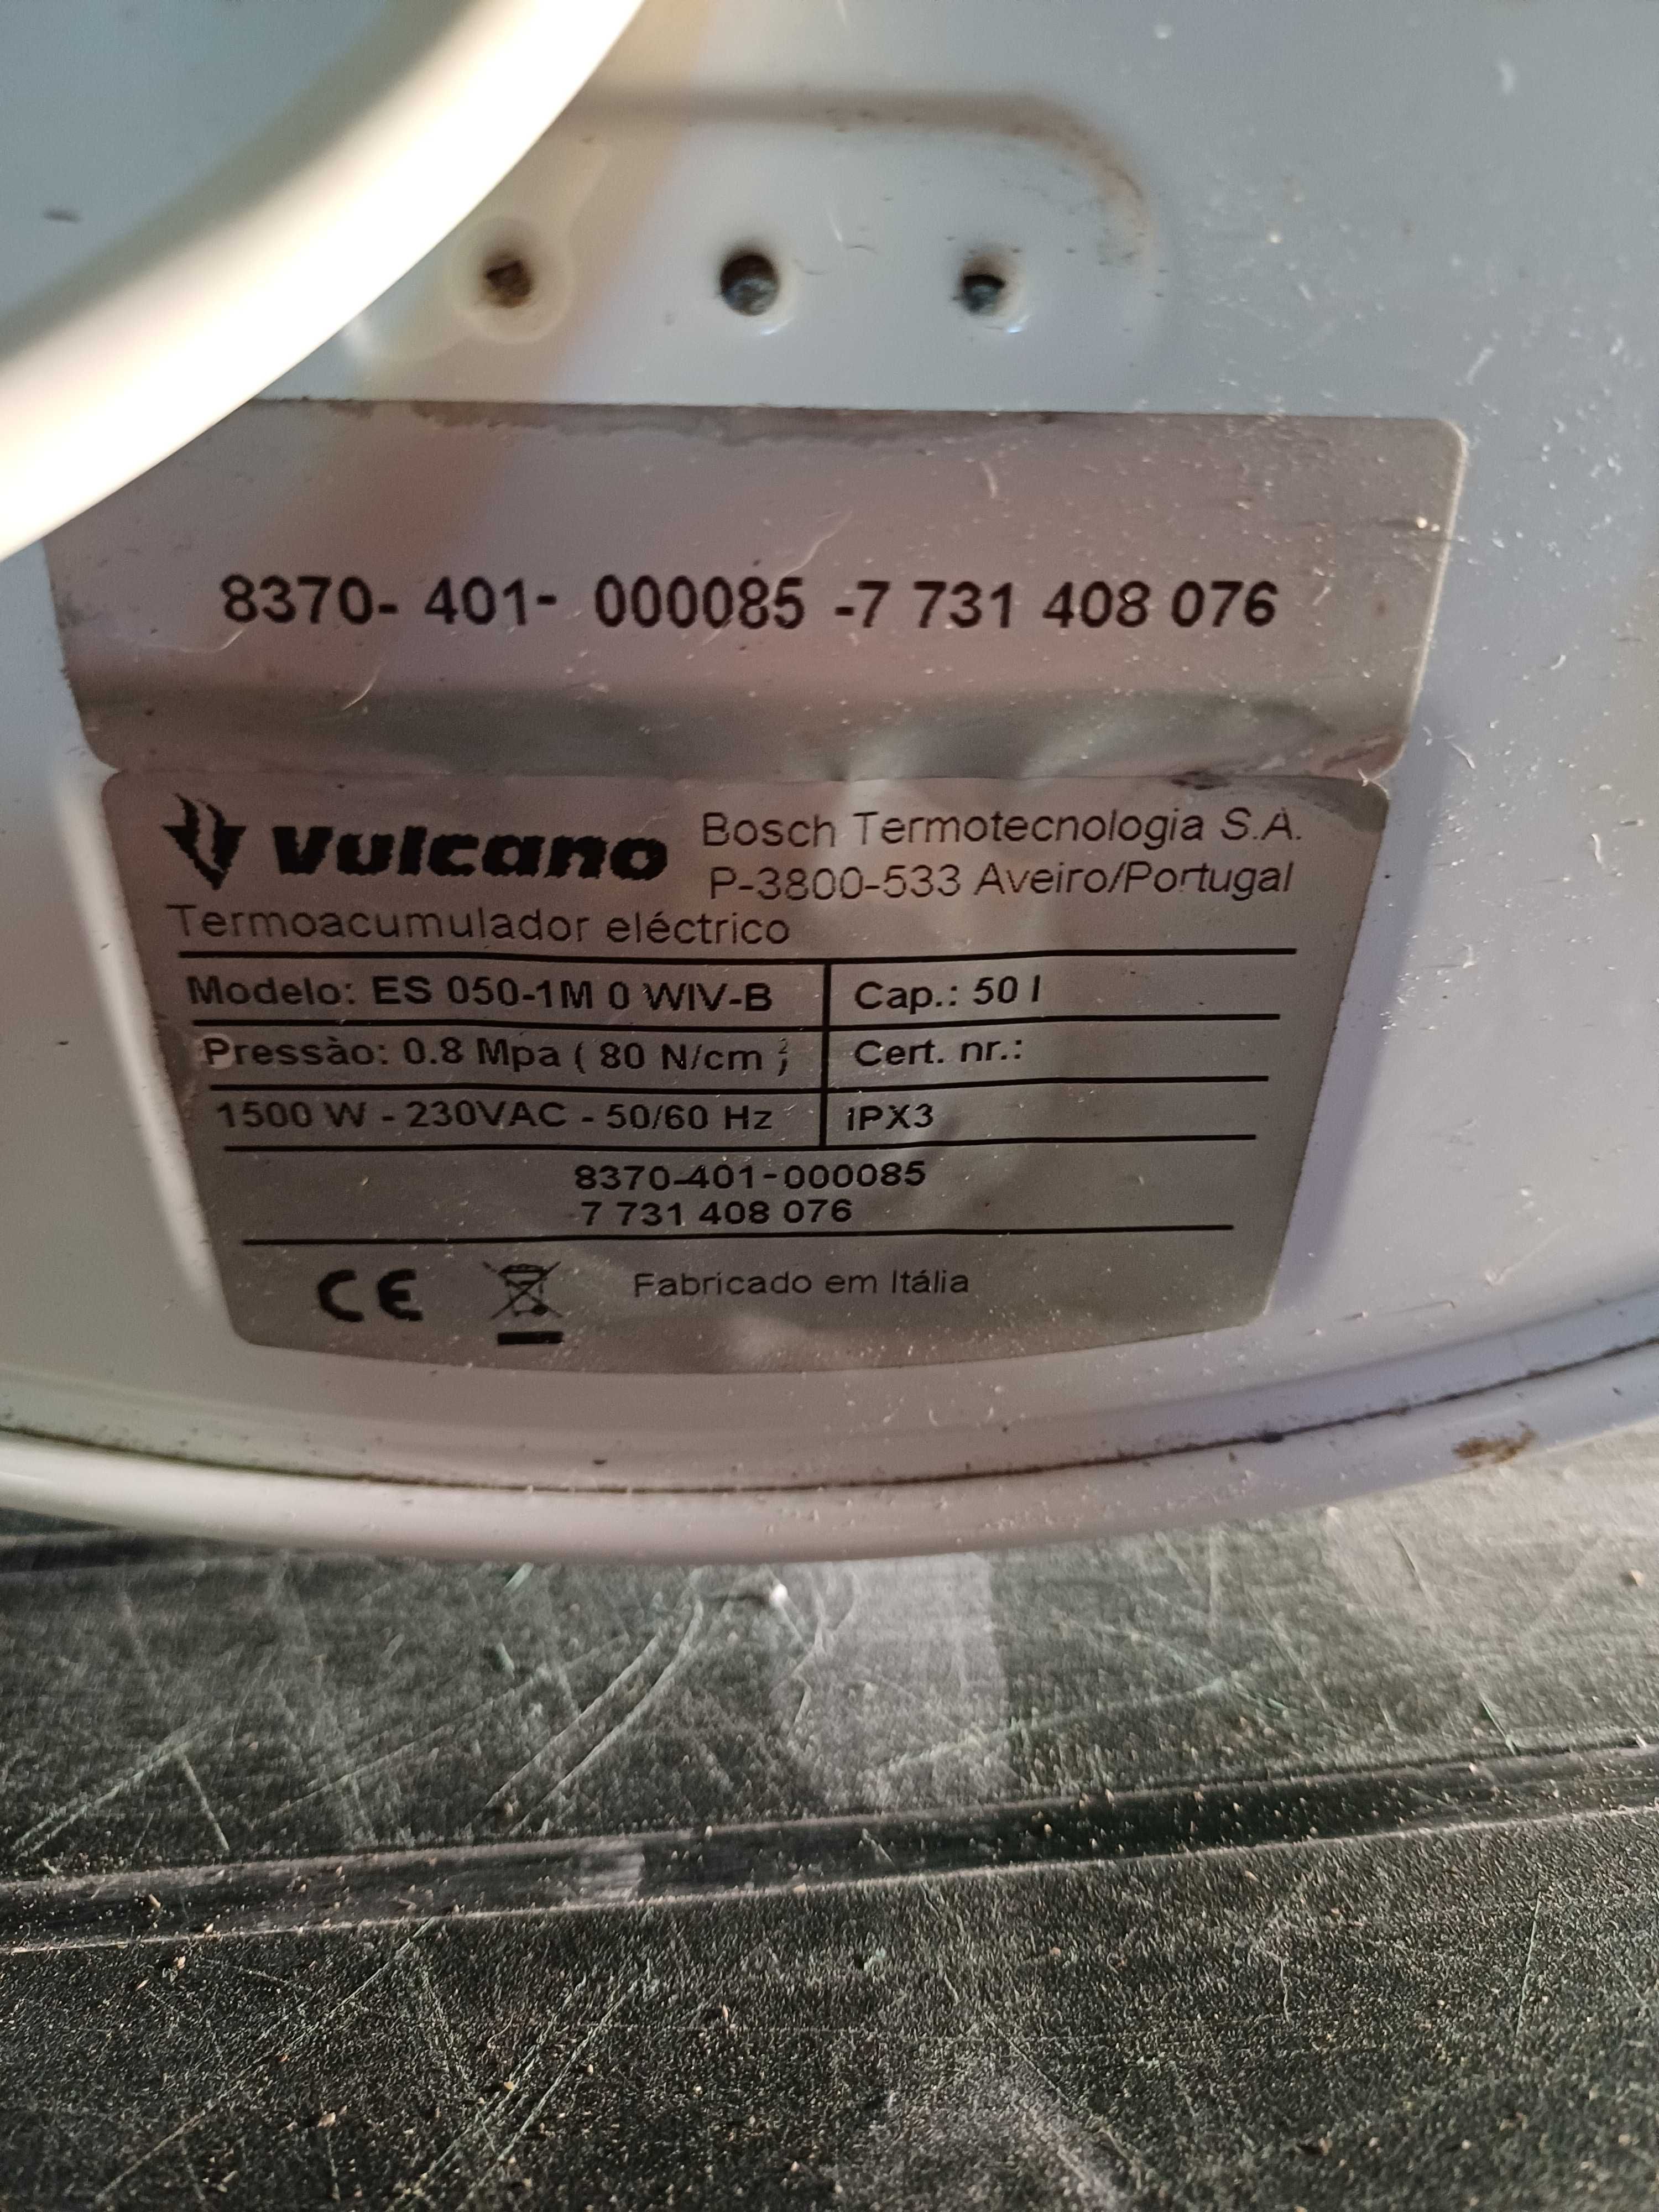 8370- 401- 000085 -7 731 408 076
Vulcano
Bosch Termotecnologia S.A.
P-3800-533 Aveiro/Portugal
Termoacumulador eléctrico
Modelo: ES 050-1M 0 WIV-B Cap.: 50 l
Pressào: 0.8 Mpa ( 80 N/cm ²)
Cert. nr.:
1500 W - 230VAC - 50/60 Hz IPX3
8370-401-000085
7 731 408 076
CE
Fabricado em Itália